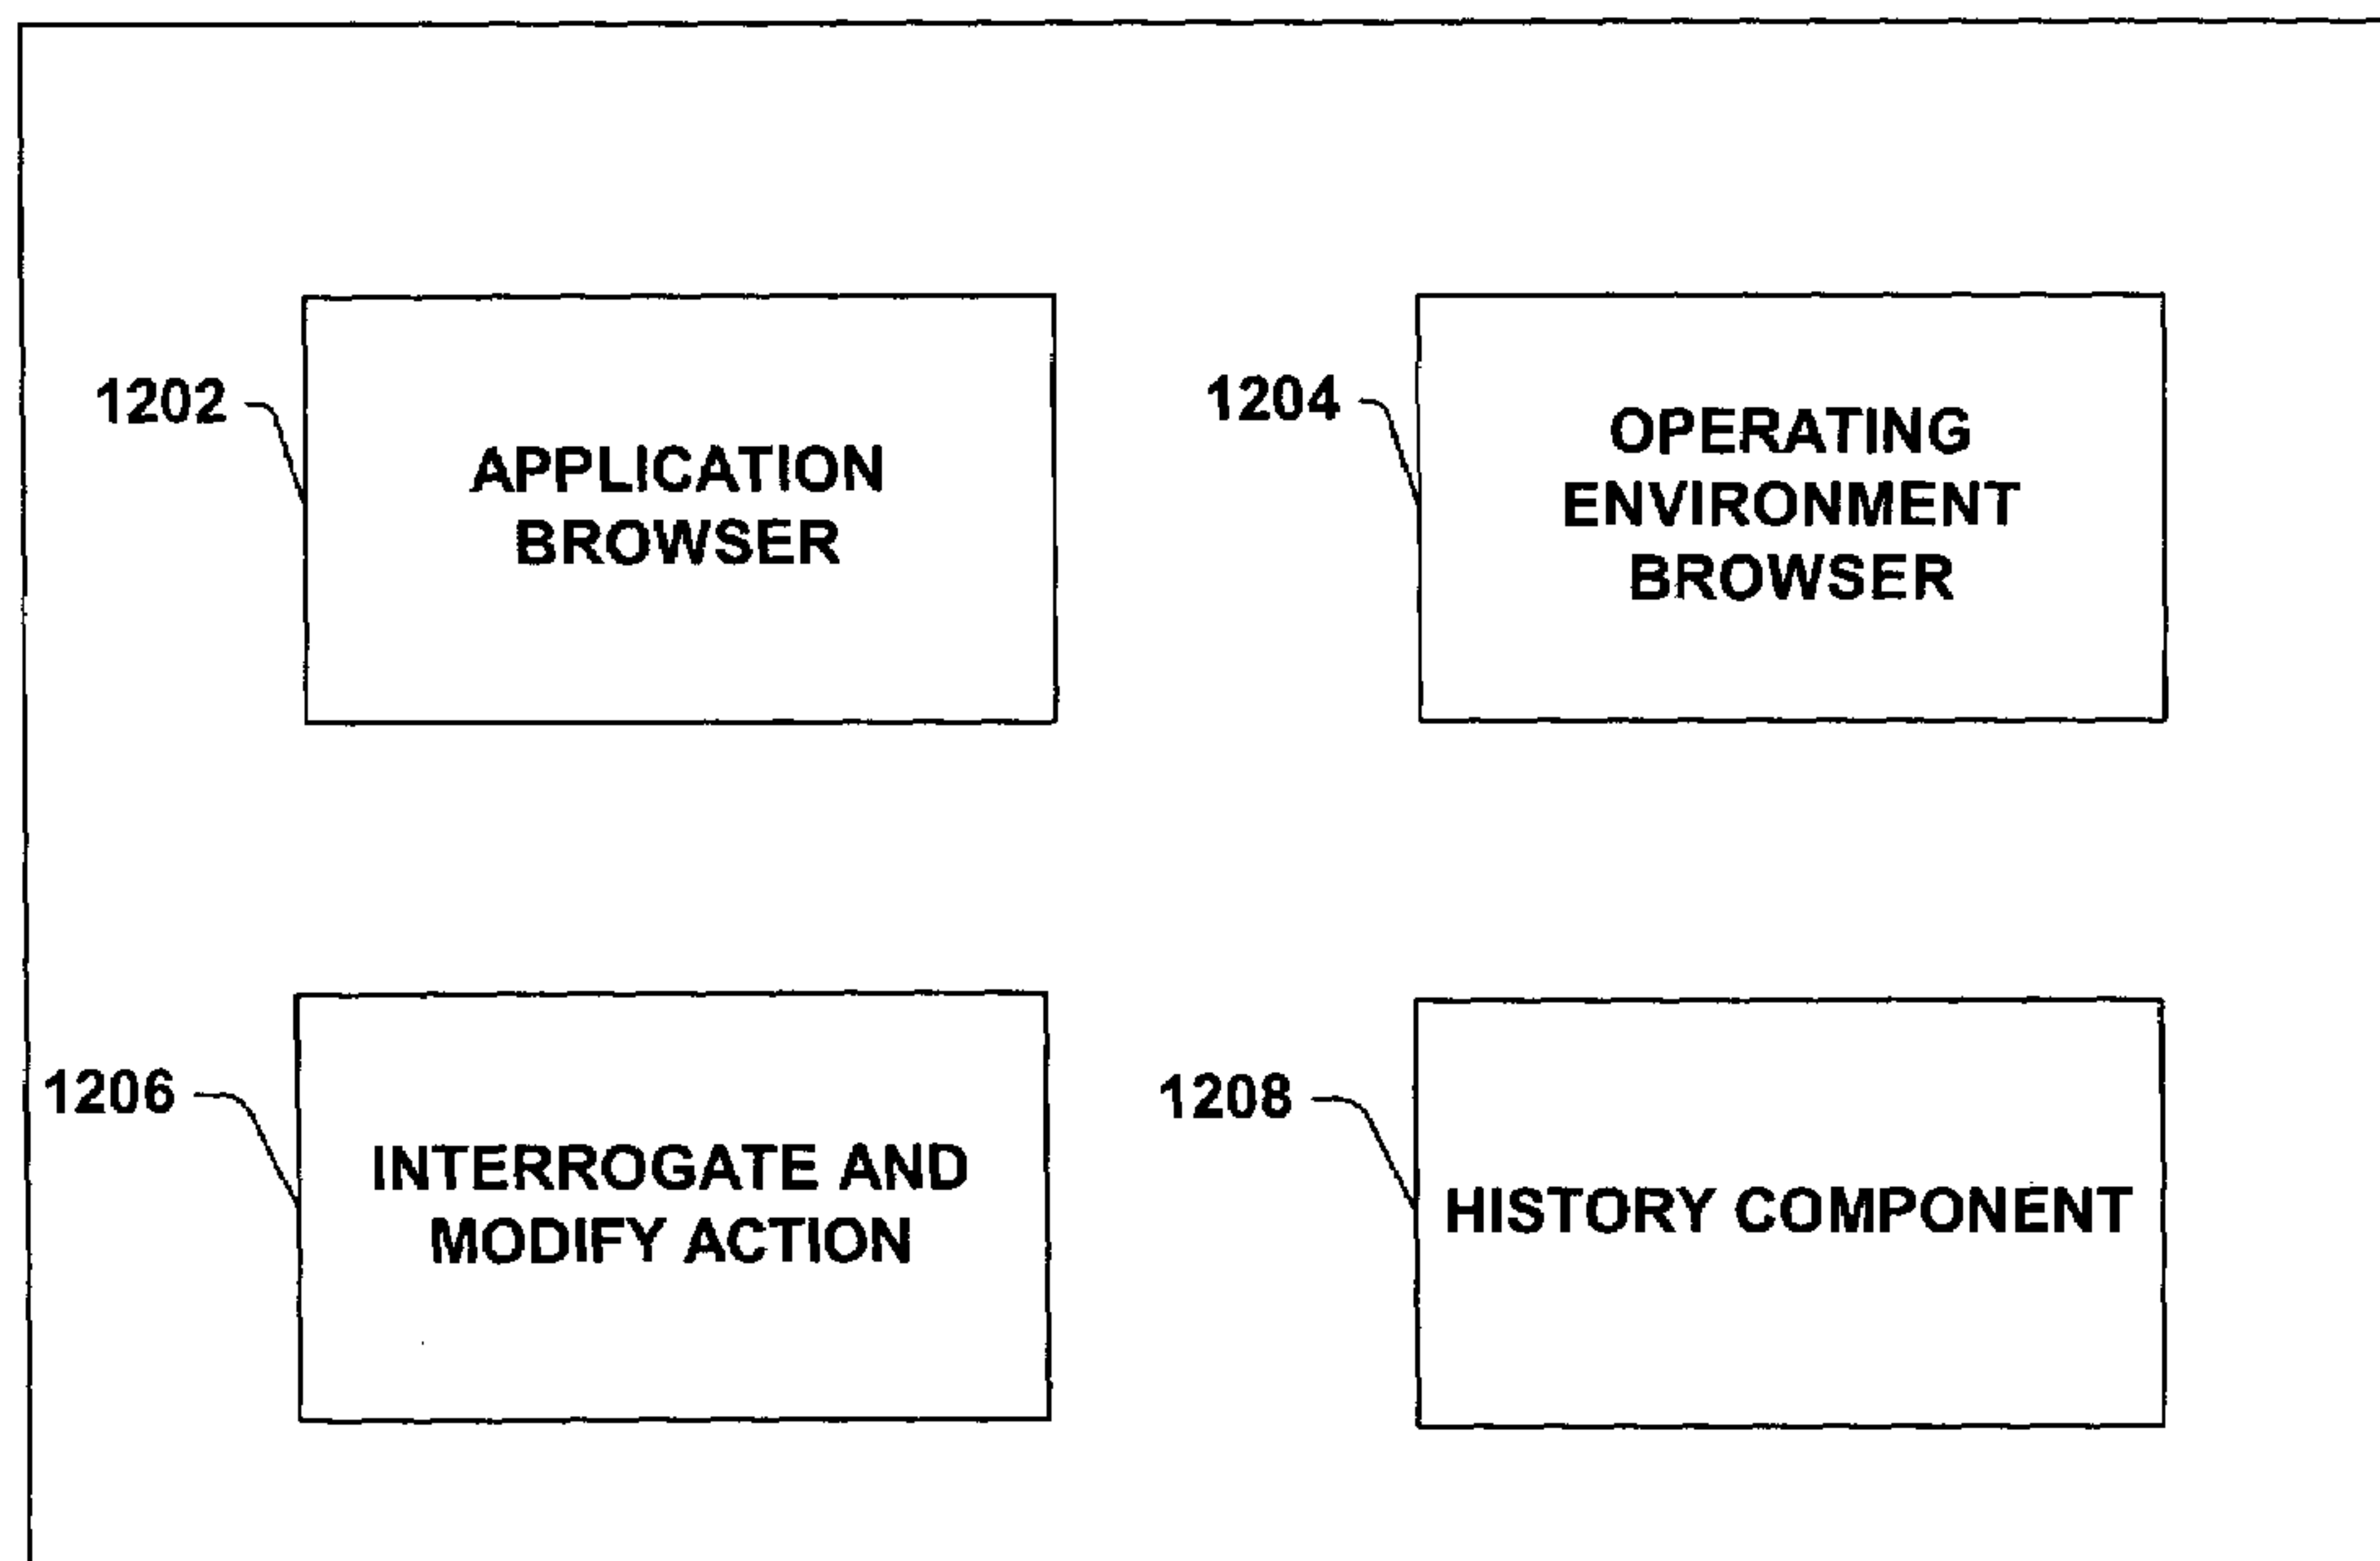 1202
APPLICATION
BROWSER
1204
OPERATING
ENVIRONMENT
BROWSER
1206
INTERROGATE AND
MODIFY ACTION
1208
HISTORY COMPONENT